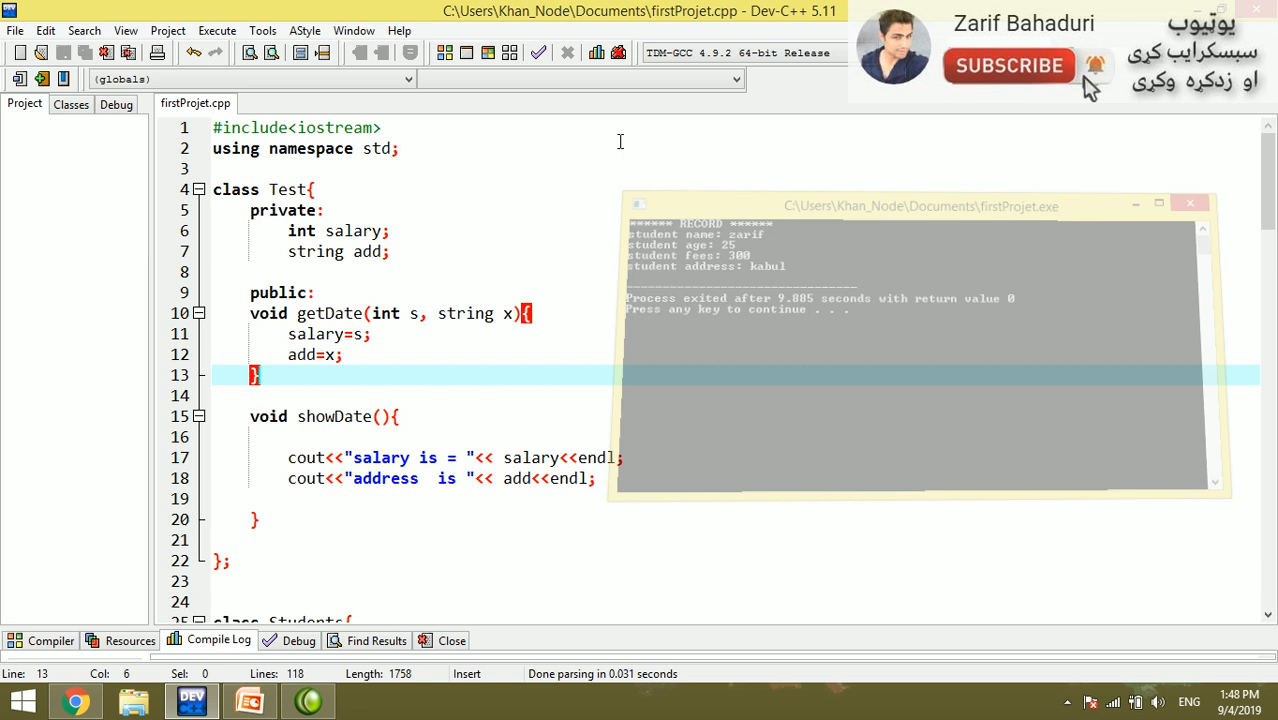 C:\Users\Khan_Node\Documents\firstProjet.cpp - Dev-C++ 5.11
File Edit Search View Project Execute Tools AStyle Window Help
TDM-GCC 4.9.2 64-bit Release
(globals)
Zarif Bahaduri
SUBSCRIBE
یوټیوب
سبسکرایب کړی
او زدکړه وکړی
Project Classes Debug
firstProjet.cpp
1 #include<iostream>
2 using namespace std;
3
4 class Test{
5 private:
6 int salary;
7 string add;
8
9 public:
10 void getDate(int s, string x){
11 salary=s;
12 add=x;
13 }
14
15 void showDate(){
16
17 cout<<"salary is = "<< salary<<endl;
18 cout<<"address  is "<< add<<endl;
19
20 }
21
22 };
23
24
25 class Students{
C:\Users\Khan_Node\Documents\firstProjet.exe
****** RECORD ******
student name: zarif
student age: 25
student fees: 300
student address: kabul
--------------------------------
Process exited after 9.885 seconds with return value 0
Press any key to continue . . .
Compiler Resources Compile Log Debug Find Results Close
Line: 13 Col: 6 Sel: 0 Lines: 118 Length: 1758 Insert Done parsing in 0.031 seconds
DEV C++
ENG
1:48 PM
9/4/2019